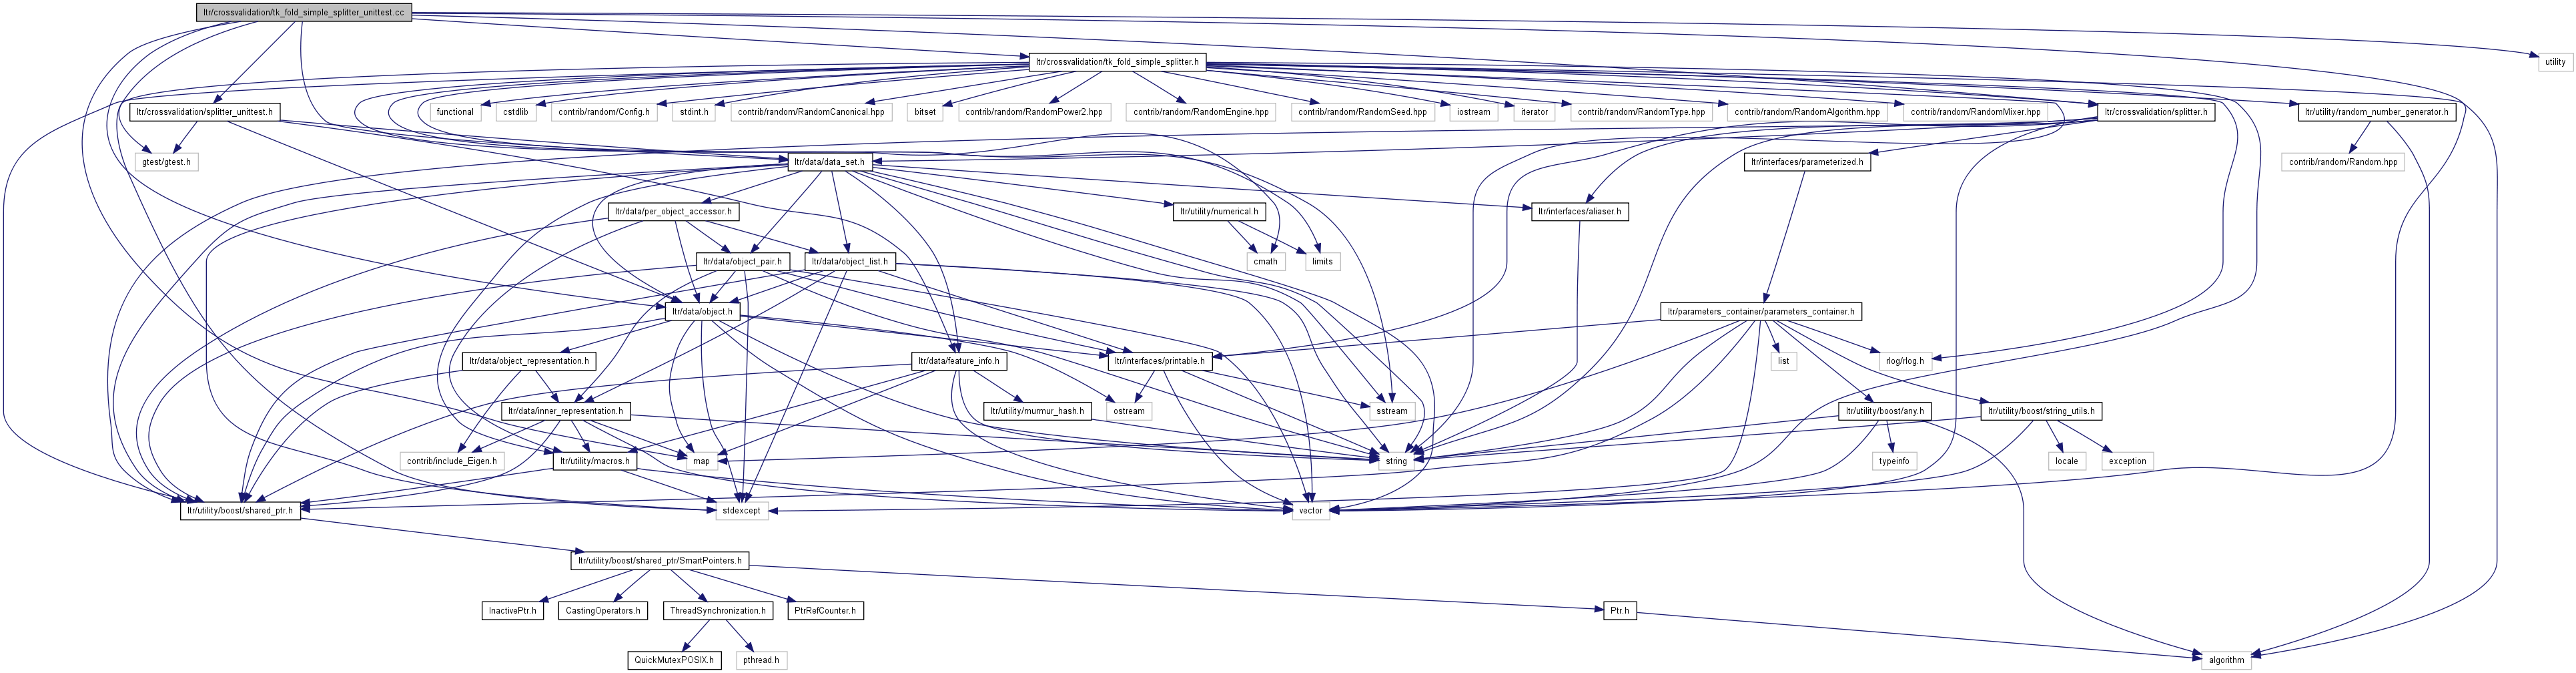 ltr/crossvalidation/tk_fold_simple_splitter_unittest.cc
ltr/crossvalidation/tk_fold_simple_splitter.h
utility
ltr/crossvalidation/splitter_unittest.h
functional
cstdlib
contrib/random/Config.h
stdint.h
contrib/random/RandomCanonical.hpp
bitset
contrib/random/RandomPower2.hpp
contrib/random/RandomEngine.hpp
contrib/random/RandomSeed.hpp
iostream
iterator
contrib/random/RandomType.hpp
contrib/random/RandomAlgorithm.hpp
contrib/random/RandomMixer.hpp
ltr/crossvalidation/splitter.h
ltr/utility/random_number_generator.h
gtest/gtest.h
ltr/data/data_set.h
ltr/interfaces/parameterized.h
contrib/random/Random.hpp
ltr/data/per_object_accessor.h
ltr/utility/numerical.h
ltr/interfaces/aliaser.h
ltr/data/object_pair.h
ltr/data/object_list.h
cmath
limits
ltr/data/object.h
ltr/parameters_container/parameters_container.h
ltr/data/object_representation.h
ltr/data/feature_info.h
ltr/interfaces/printable.h
list
rlog/rlog.h
ltr/data/inner_representation.h
ltr/utility/murmur_hash.h
ostream
sstream
ltr/utility/boost/any.h
ltr/utility/boost/string_utils.h
contrib/include_Eigen.h
ltr/utility/macros.h
map
string
typeinfo
locale
exception
ltr/utility/boost/shared_ptr.h
stdexcept
vector
ltr/utility/boost/shared_ptr/SmartPointers.h
InactivePtr.h
CastingOperators.h
ThreadSynchronization.h
PtrRefCounter.h
Ptr.h
QuickMutexPOSIX.h
pthread.h
algorithm